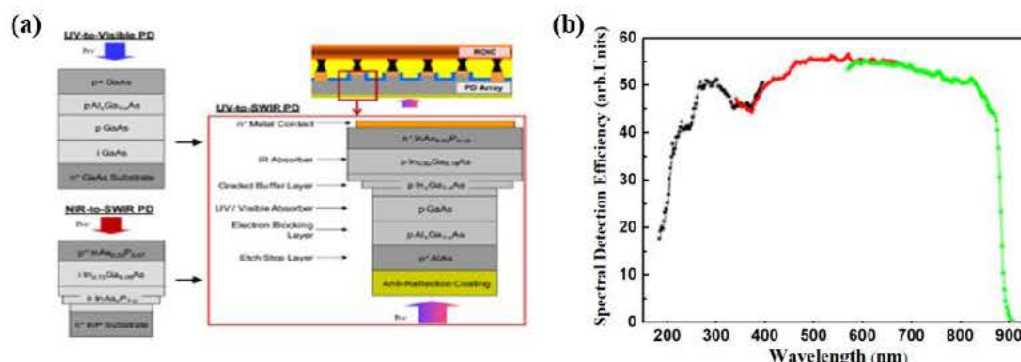 (a)
UV-to-Visible PD
hν
p+ GaAs
p GaAs
i GaAs
n+ GaAs Substrate
NIR-to-SWIR PD
hν
n+ InP Substrate
ROIC
PD Array
UV-to-SWIR PD
n+ Metal Contact
IR Absorber
Graded Buffer Layer
UV / Visible Absorber
Electron Blocking
Layer
Etch Stop Layer
p GaAs
p+ AlAs
Anti-Reflection Coating
hν
(b)
Spectral Detection Efficiency (arb.Units)
60
50
40
30
20
10
0
200 300 400 500 600 700 800 900
Wavelength (nm)